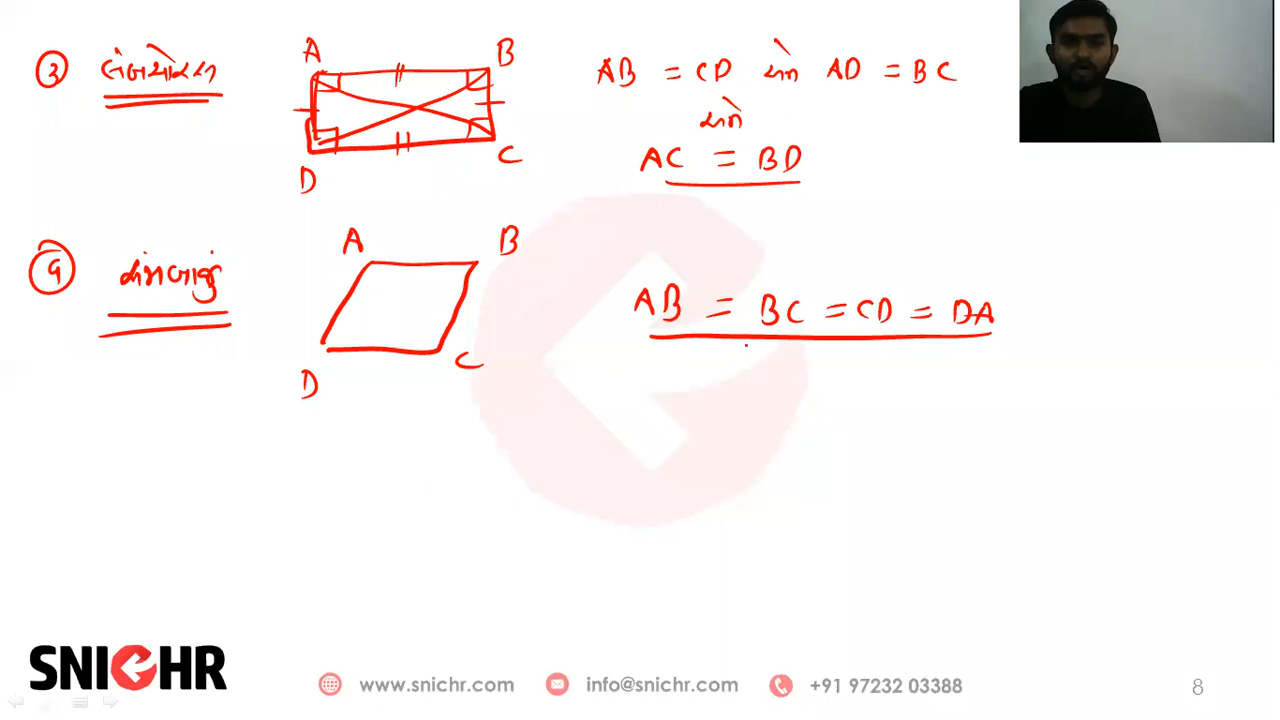 ③ લંબચોરસ
A B
D C
AB = CD અને AD = BC
અને
AC = BD
④ સમબાજુ
A B
D C
AB = BC = CD = DA
SNICHR
www.snichr.com info@snichr.com +91 97232 03388
8